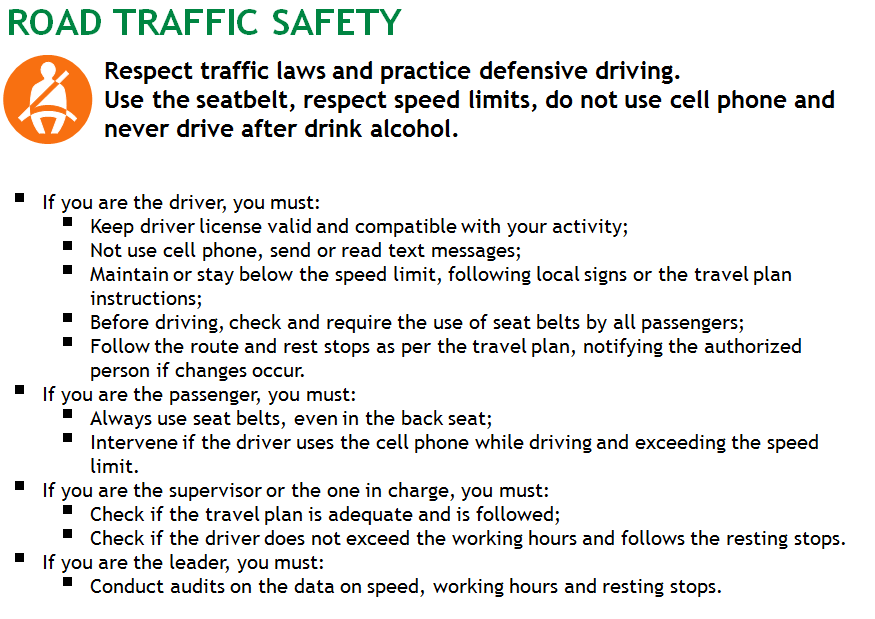 ROAD TRAFFIC SAFETY
Respect traffic laws and practice defensive driving.
Use the seatbelt, respect speed limits, do not use cell phone and
never drive after drink alcohol.
If you are the driver, you must:
Keep driver license valid and compatible with your activity;
Not use cell phone, send or read text messages;
Maintain or stay below the speed limit, following local signs or the travel plan
instructions;
Before driving, check and require the use of seat belts by all passengers;
Follow the route and rest stops as per the travel plan, notifying the authorized
person if changes occur.
If you are the passenger, you must:
Always use seat belts, even in the back seat;
Intervene if the driver uses the cell phone while driving and exceeding the speed
limit.
If you are the supervisor or the one in charge, you must:
Check if the travel plan is adequate and is followed;
Check if the driver does not exceed the working hours and follows the resting stops.
If you are the leader, you must:
Conduct audits on the data on speed, working hours and resting stops.